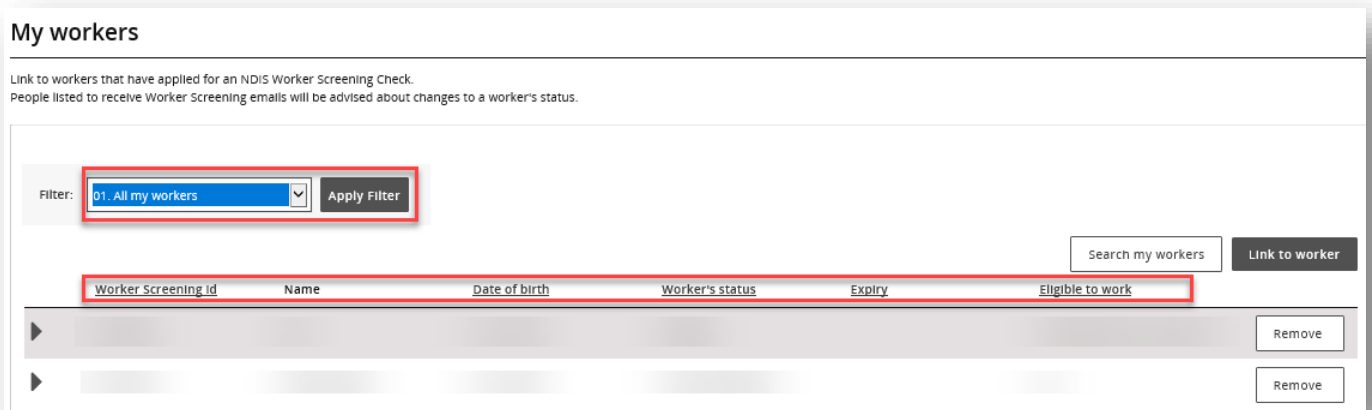 My workers
Link to workers that have applied for an NDIS Worker Screening Check.
People listed to receive Worker Screening emails will be advised about changes to a worker's status.
Filter: 01. All my workers Apply Filter
Search my workers Link to worker
Worker Screening Id Name Date of birth Worker's status Expiry Eligible to work
Remove
Remove